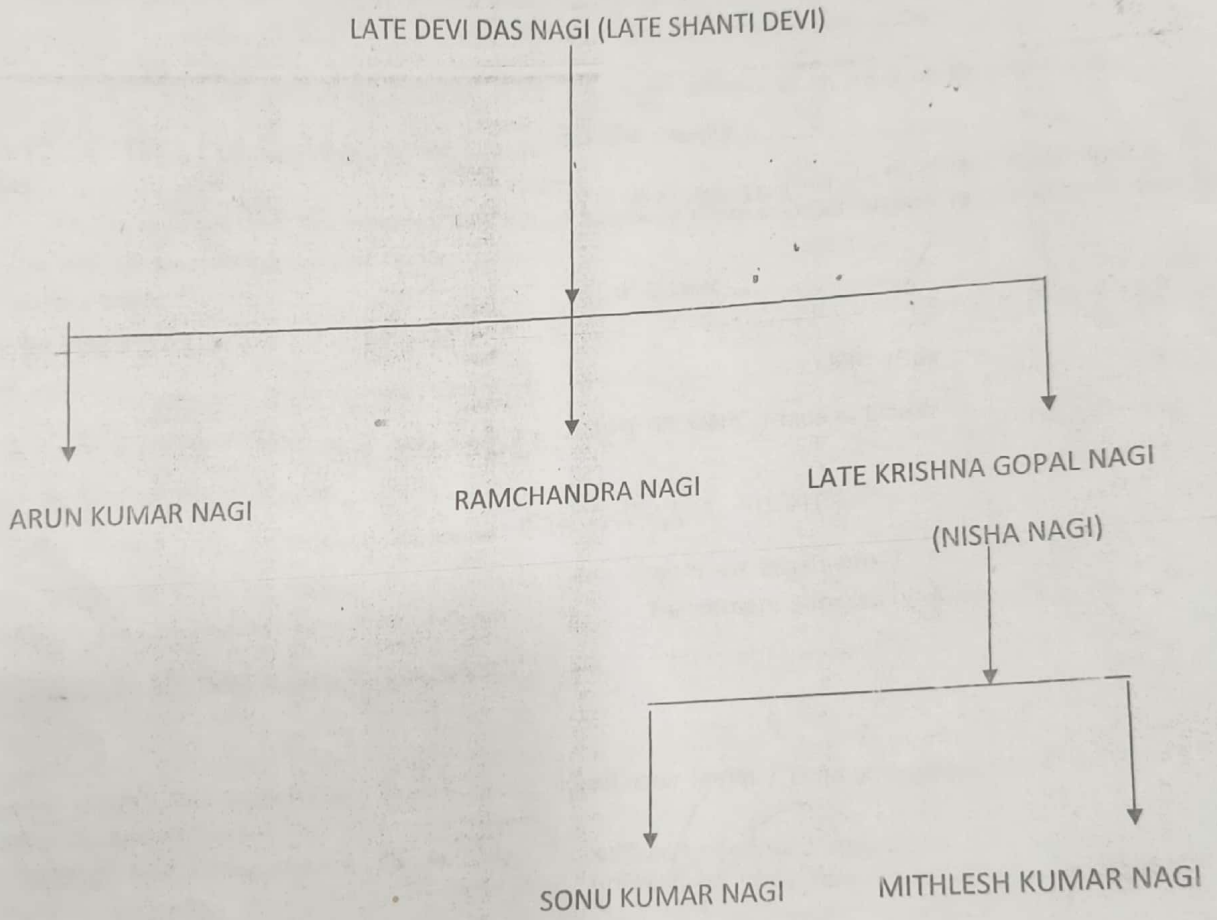 LATE DEVI DAS NAGI (LATE SHANTI DEVI)
ARUN KUMAR NAGI
RAMCHANDRA NAGI
LATE KRISHNA GOPAL NAGI
(NISHA NAGI)
SONU KUMAR NAGI
MITHLESH KUMAR NAGI